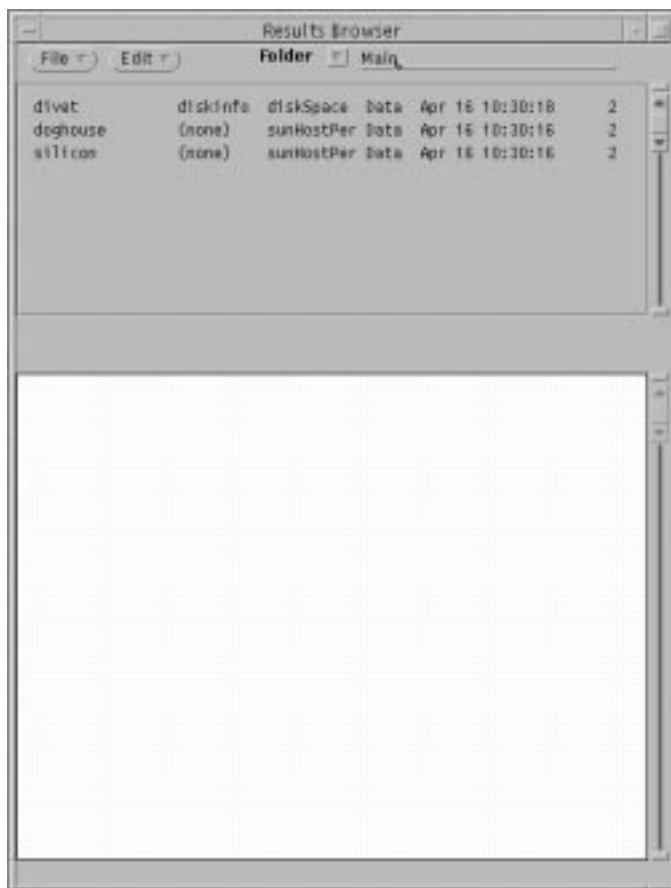 Results Browser
File Edit Folder Main
divet diskinfo diskSpace Data Apr 16 10:30:18 2
doghouse (none) sunHostPer Data Apr 16 10:30:16 2
silicon (none) sunHostPer Data Apr 16 10:30:16 2